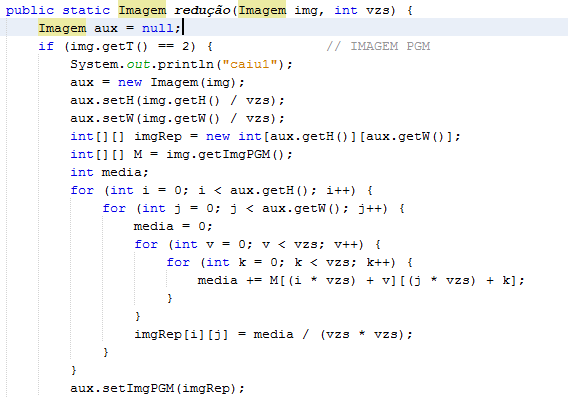 public static Imagem redução(Imagem img, int vzs) {
    Imagem aux = null;
    if (img.getT() == 2) {              // IMAGEM PGM
        System.out.println("caiu1");
        aux = new Imagem(img);
        aux.setH(img.getH() / vzs);
        aux.setW(img.getW() / vzs);
        int[][] imgRep = new int[aux.getH()][aux.getW()];
        int[][] M = img.getImgPGM();
        int media;
        for (int i = 0; i < aux.getH(); i++) {
            for (int j = 0; j < aux.getW(); j++) {
                media = 0;
                for (int v = 0; v < vzs; v++) {
                    for (int k = 0; k < vzs; k++) {
                        media += M[(i * vzs) + v][(j * vzs) + k];
                    }
                }
                imgRep[i][j] = media / (vzs * vzs);
            }
        }
        aux.setImgPGM(imgRep);